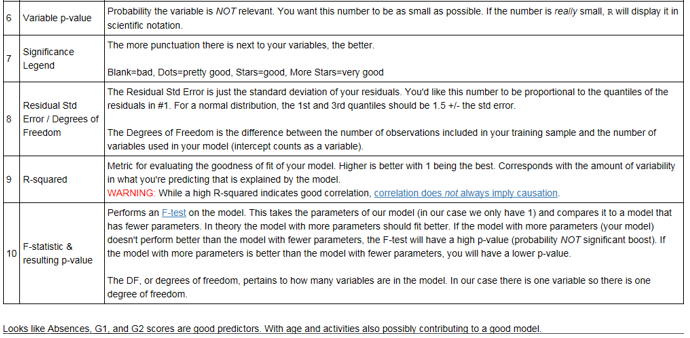 6 Variable p-value Probability the variable is NOT relevant. You want this number to be as small as possible. If the number is really small, R will display it in
scientific notation.
7 Significance
Legend
The more punctuation there is next to your variables, the better.
Blank=bad, Dots=pretty good, Stars=good, More Stars=very good
8 Residual Std
Error / Degrees of
Freedom
The Residual Std Error is just the standard deviation of your residuals. You'd like this number to be proportional to the quantiles of the
residuals in #1. For a normal distribution, the 1st and 3rd quantiles should be 1.5 +/- the std error.
The Degrees of Freedom is the difference between the number of observations included in your training sample and the number of
variables used in your model (intercept counts as a variable).
9 R-squared
Metric for evaluating the goodness of fit of your model. Higher is better with 1 being the best. Corresponds with the amount of variability
in what you're predicting that is explained by the model.
WARNING: While a high R-squared indicates good correlation, correlation does not always imply causation.
10 F-statistic &
resulting p-value
Performs an F-test on the model. This takes the parameters of our model (in our case we only have 1) and compares it to a model that
has fewer parameters. In theory the model with more parameters should fit better. If the model with more parameters (your model)
doesn't perform better than the model with fewer parameters, the F-test will have a high p-value (probability NOT significant boost). If
the model with more parameters is better than the model with fewer parameters, you will have a lower p-value.
The DF, or degrees of freedom, pertains to how many variables are in the model. In our case there is one variable so there is one
degree of freedom.
Looks like Absences, G1, and G2 scores are good predictors. With age and activities also possibly contributing to a good model.